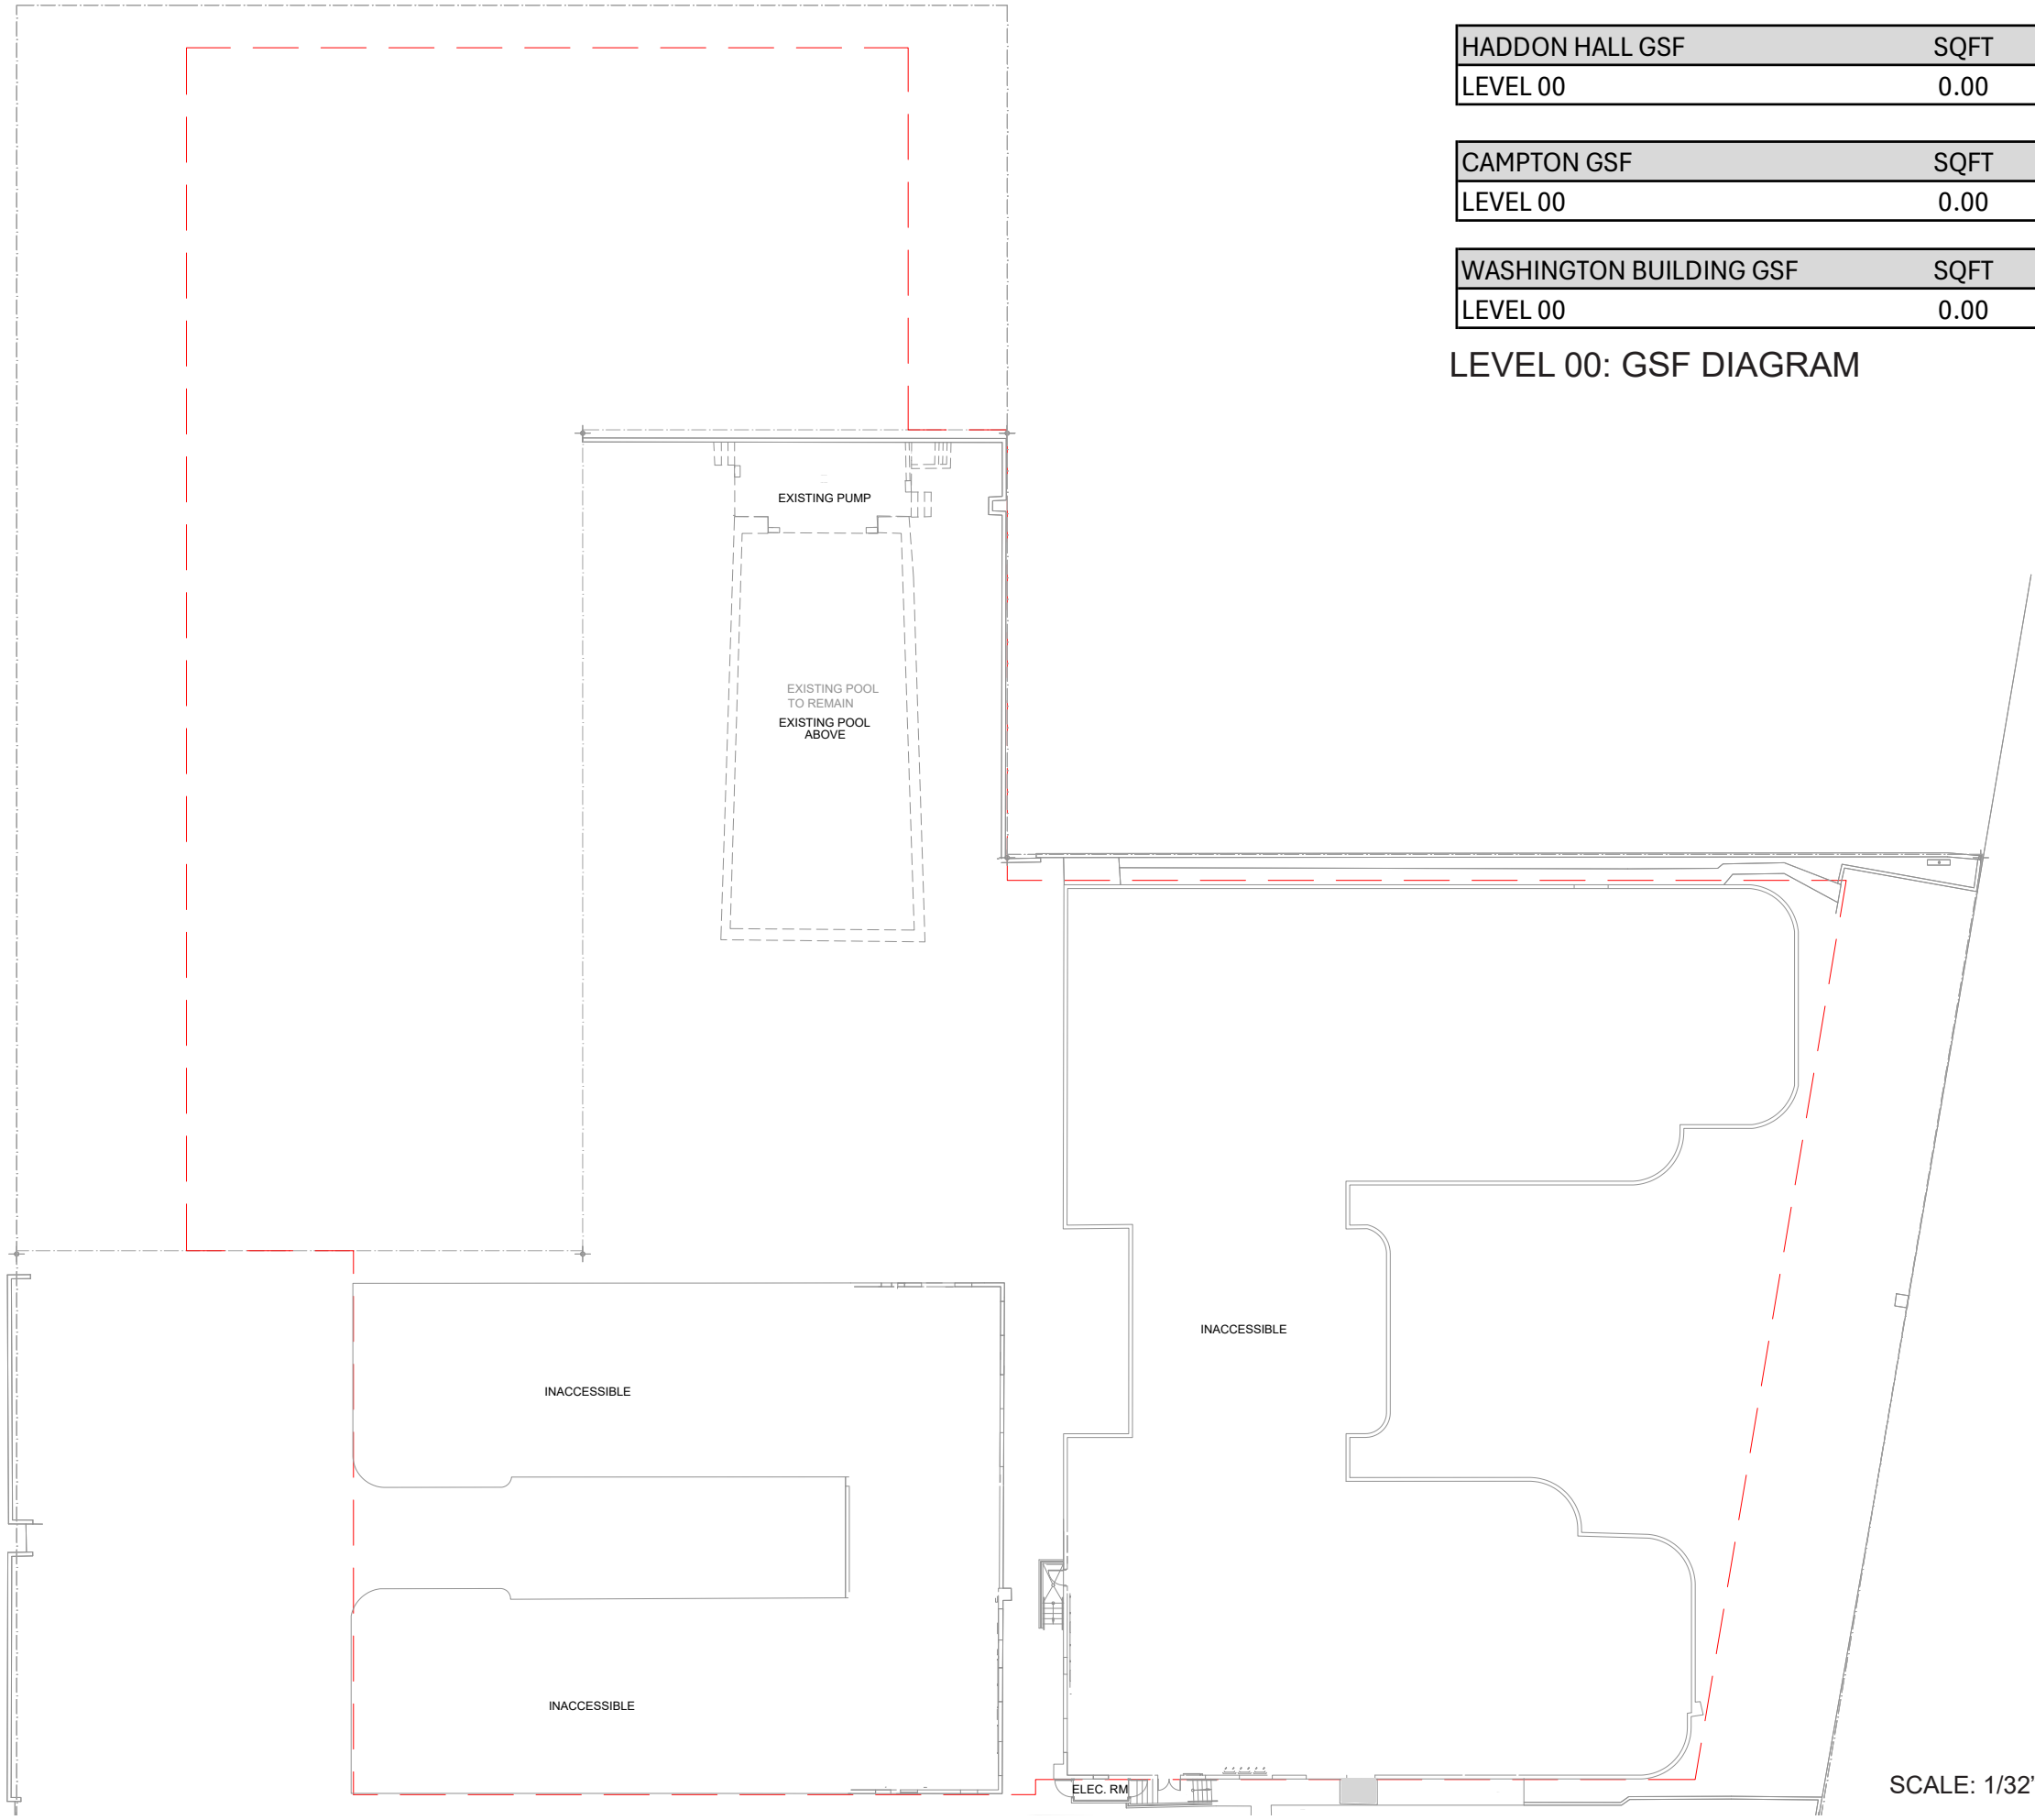 HADDON HALL GSF SQFT
LEVEL 00 0.00
CAMPTON GSF SQFT
LEVEL 00 0.00
WASHINGTON BUILDING GSF SQFT
LEVEL 00 0.00
LEVEL 00: GSF DIAGRAM
EXISTING PUMP
EXISTING POOL
TO REMAIN
EXISTING POOL
ABOVE
INACCESSIBLE
INACCESSIBLE
INACCESSIBLE
ELEC. RM
SCALE: 1/32"